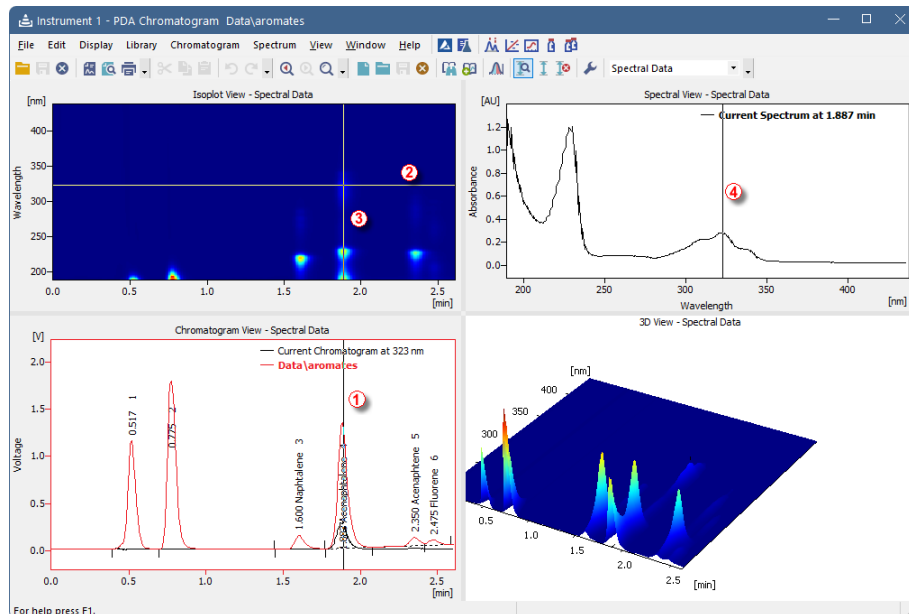 Instrument 1 - PDA Chromatogram Data\aromates
File Edit Display Library Chromatogram Spectrum View Window Help
Spectral Data
Isoplot View - Spectral Data
[nm]
400
350
300
250
200
Wavelength
0.0 0.5 1.0 1.5 2.0 2.5
[min]
2
3
Spectral View - Spectral Data
[AU]
Current Spectrum at 1.887 min
1.2
1.0
0.8
0.6
0.4
0.2
0.0
Absorbance
4
200 250 300 350 400
Wavelength
[nm]
Chromatogram View - Spectral Data
[V]
Current Chromatogram at 323 nm
Data\aromates
2.0
1.5
1.0
0.5
0.0
Voltage
1
0.517 1
0.775 2
1.600 Naphtalene 3
Acenaphtalene
2.350 Acenaphtene 5
2.475 Fluorene 6
0.0 0.5 1.0 1.5 2.0 2.5
[min]
3D View - Spectral Data
[nm]
400
350
300
0.5
1.0
1.5
2.0
2.5
[min]
For help press F1.